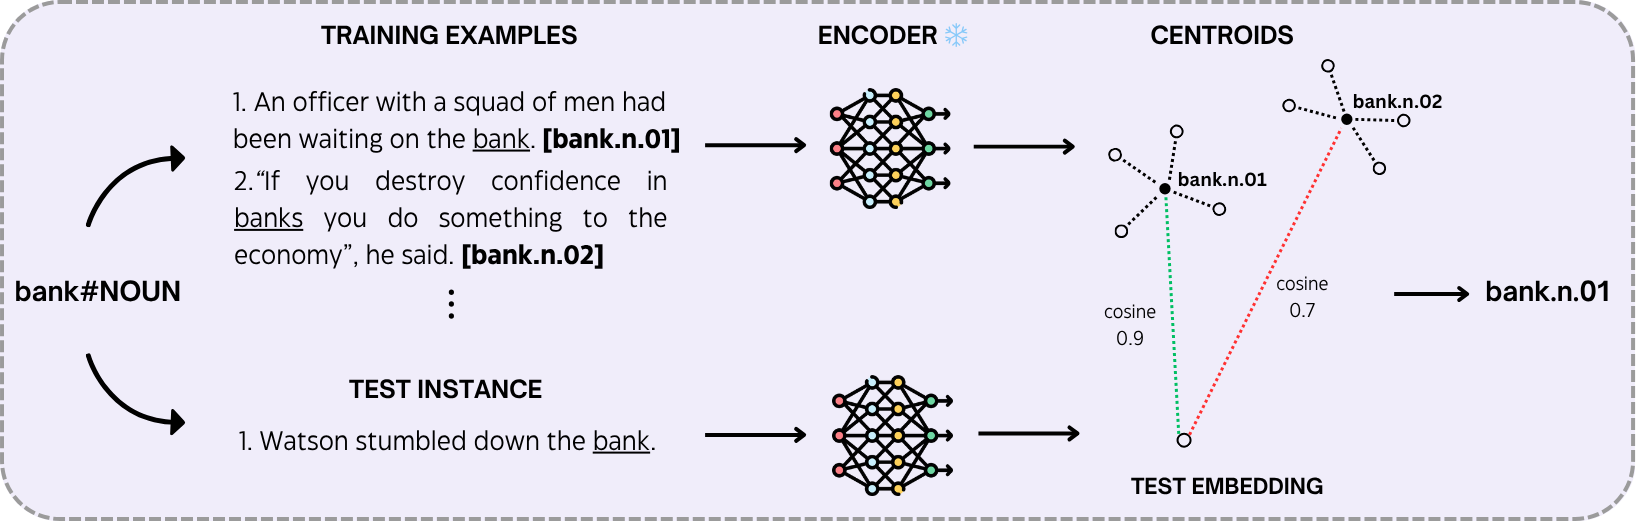 TRAINING EXAMPLES
ENCODER
CENTROIDS
1. An officer with a squad of men had
been waiting on the bank. [bank.n.01]
2.“If you destroy confidence in
banks you do something to the
economy”, he said. [bank.n.02]
bank#NOUN
TEST INSTANCE
1. Watson stumbled down the bank.
bank.n.02
bank.n.01
cosine
0.9
cosine
0.7
TEST EMBEDDING
bank.n.01